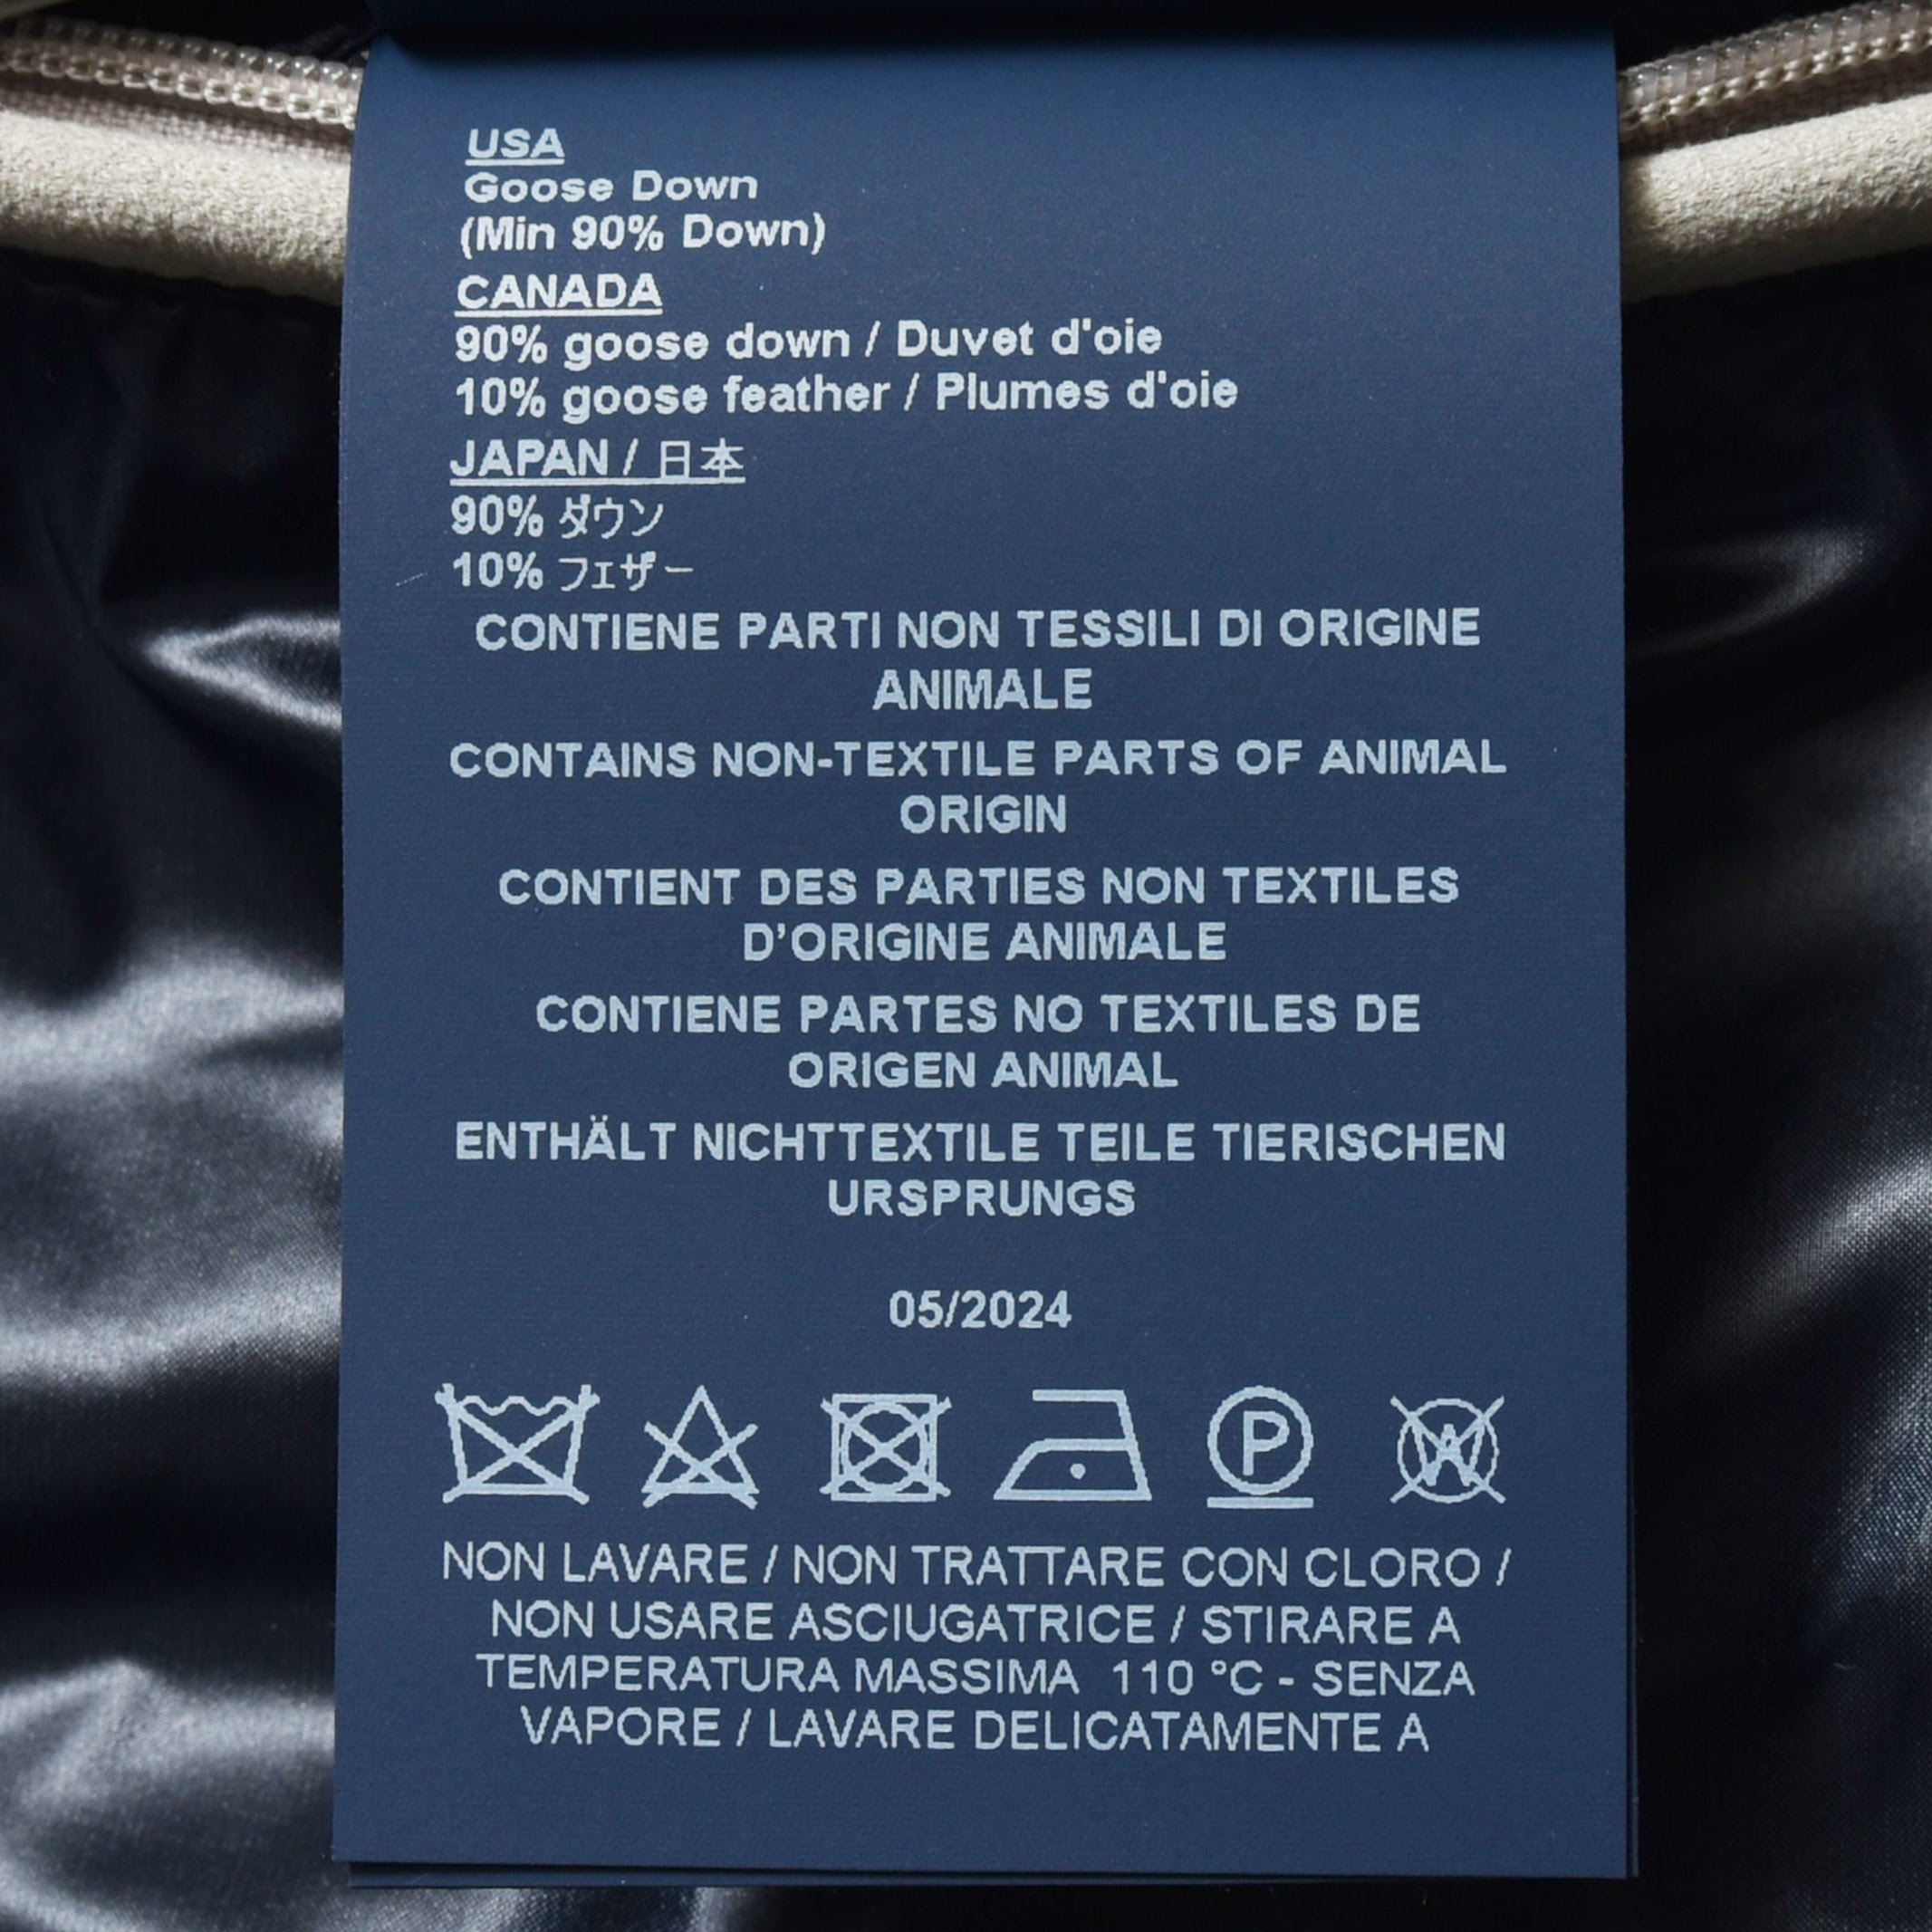 USA
Goose Down
(Min 90% Down)
CANADA
90% goose down / Duvet d'oie
10% goose feather / Plumes d'oie
JAPAN / 日本
90% ダウン
10% フェザー
CONTIENE PARTI NON TESSILI DI ORIGINE
ANIMALE
CONTAINS NON-TEXTILE PARTS OF ANIMAL
ORIGIN
CONTIENT DES PARTIES NON TEXTILES
D’ORIGINE ANIMALE
CONTIENE PARTES NO TEXTILES DE
ORIGEN ANIMAL
ENTHÄLT NICHTTEXTILE TEILE TIERISCHEN
URSPRUNGS
05/2024
P W
NON LAVARE / NON TRATTARE CON CLORO /
NON USARE ASCIUGATRICE / STIRARE A
TEMPERATURA MASSIMA 110 °C - SENZA
VAPORE / LAVARE DELICATAMENTE A